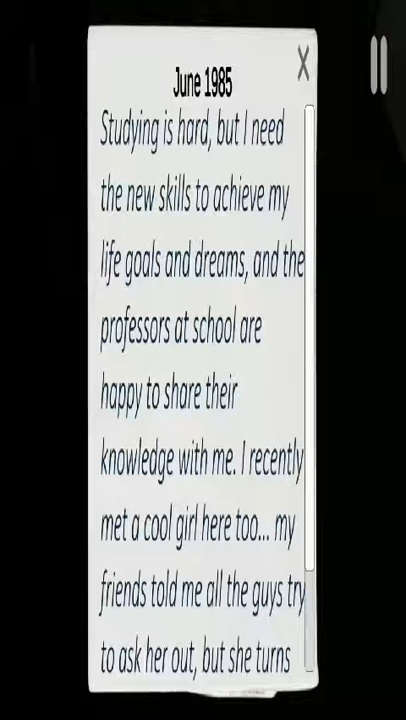 June 1985
Studying is hard, but I need
the new skills to achieve my
life goals and dreams, and the
professors at school are
happy to share their
knowledge with me. I recently
met a cool girl here too... my
friends told me all the guys try
to ask her out, but she turns